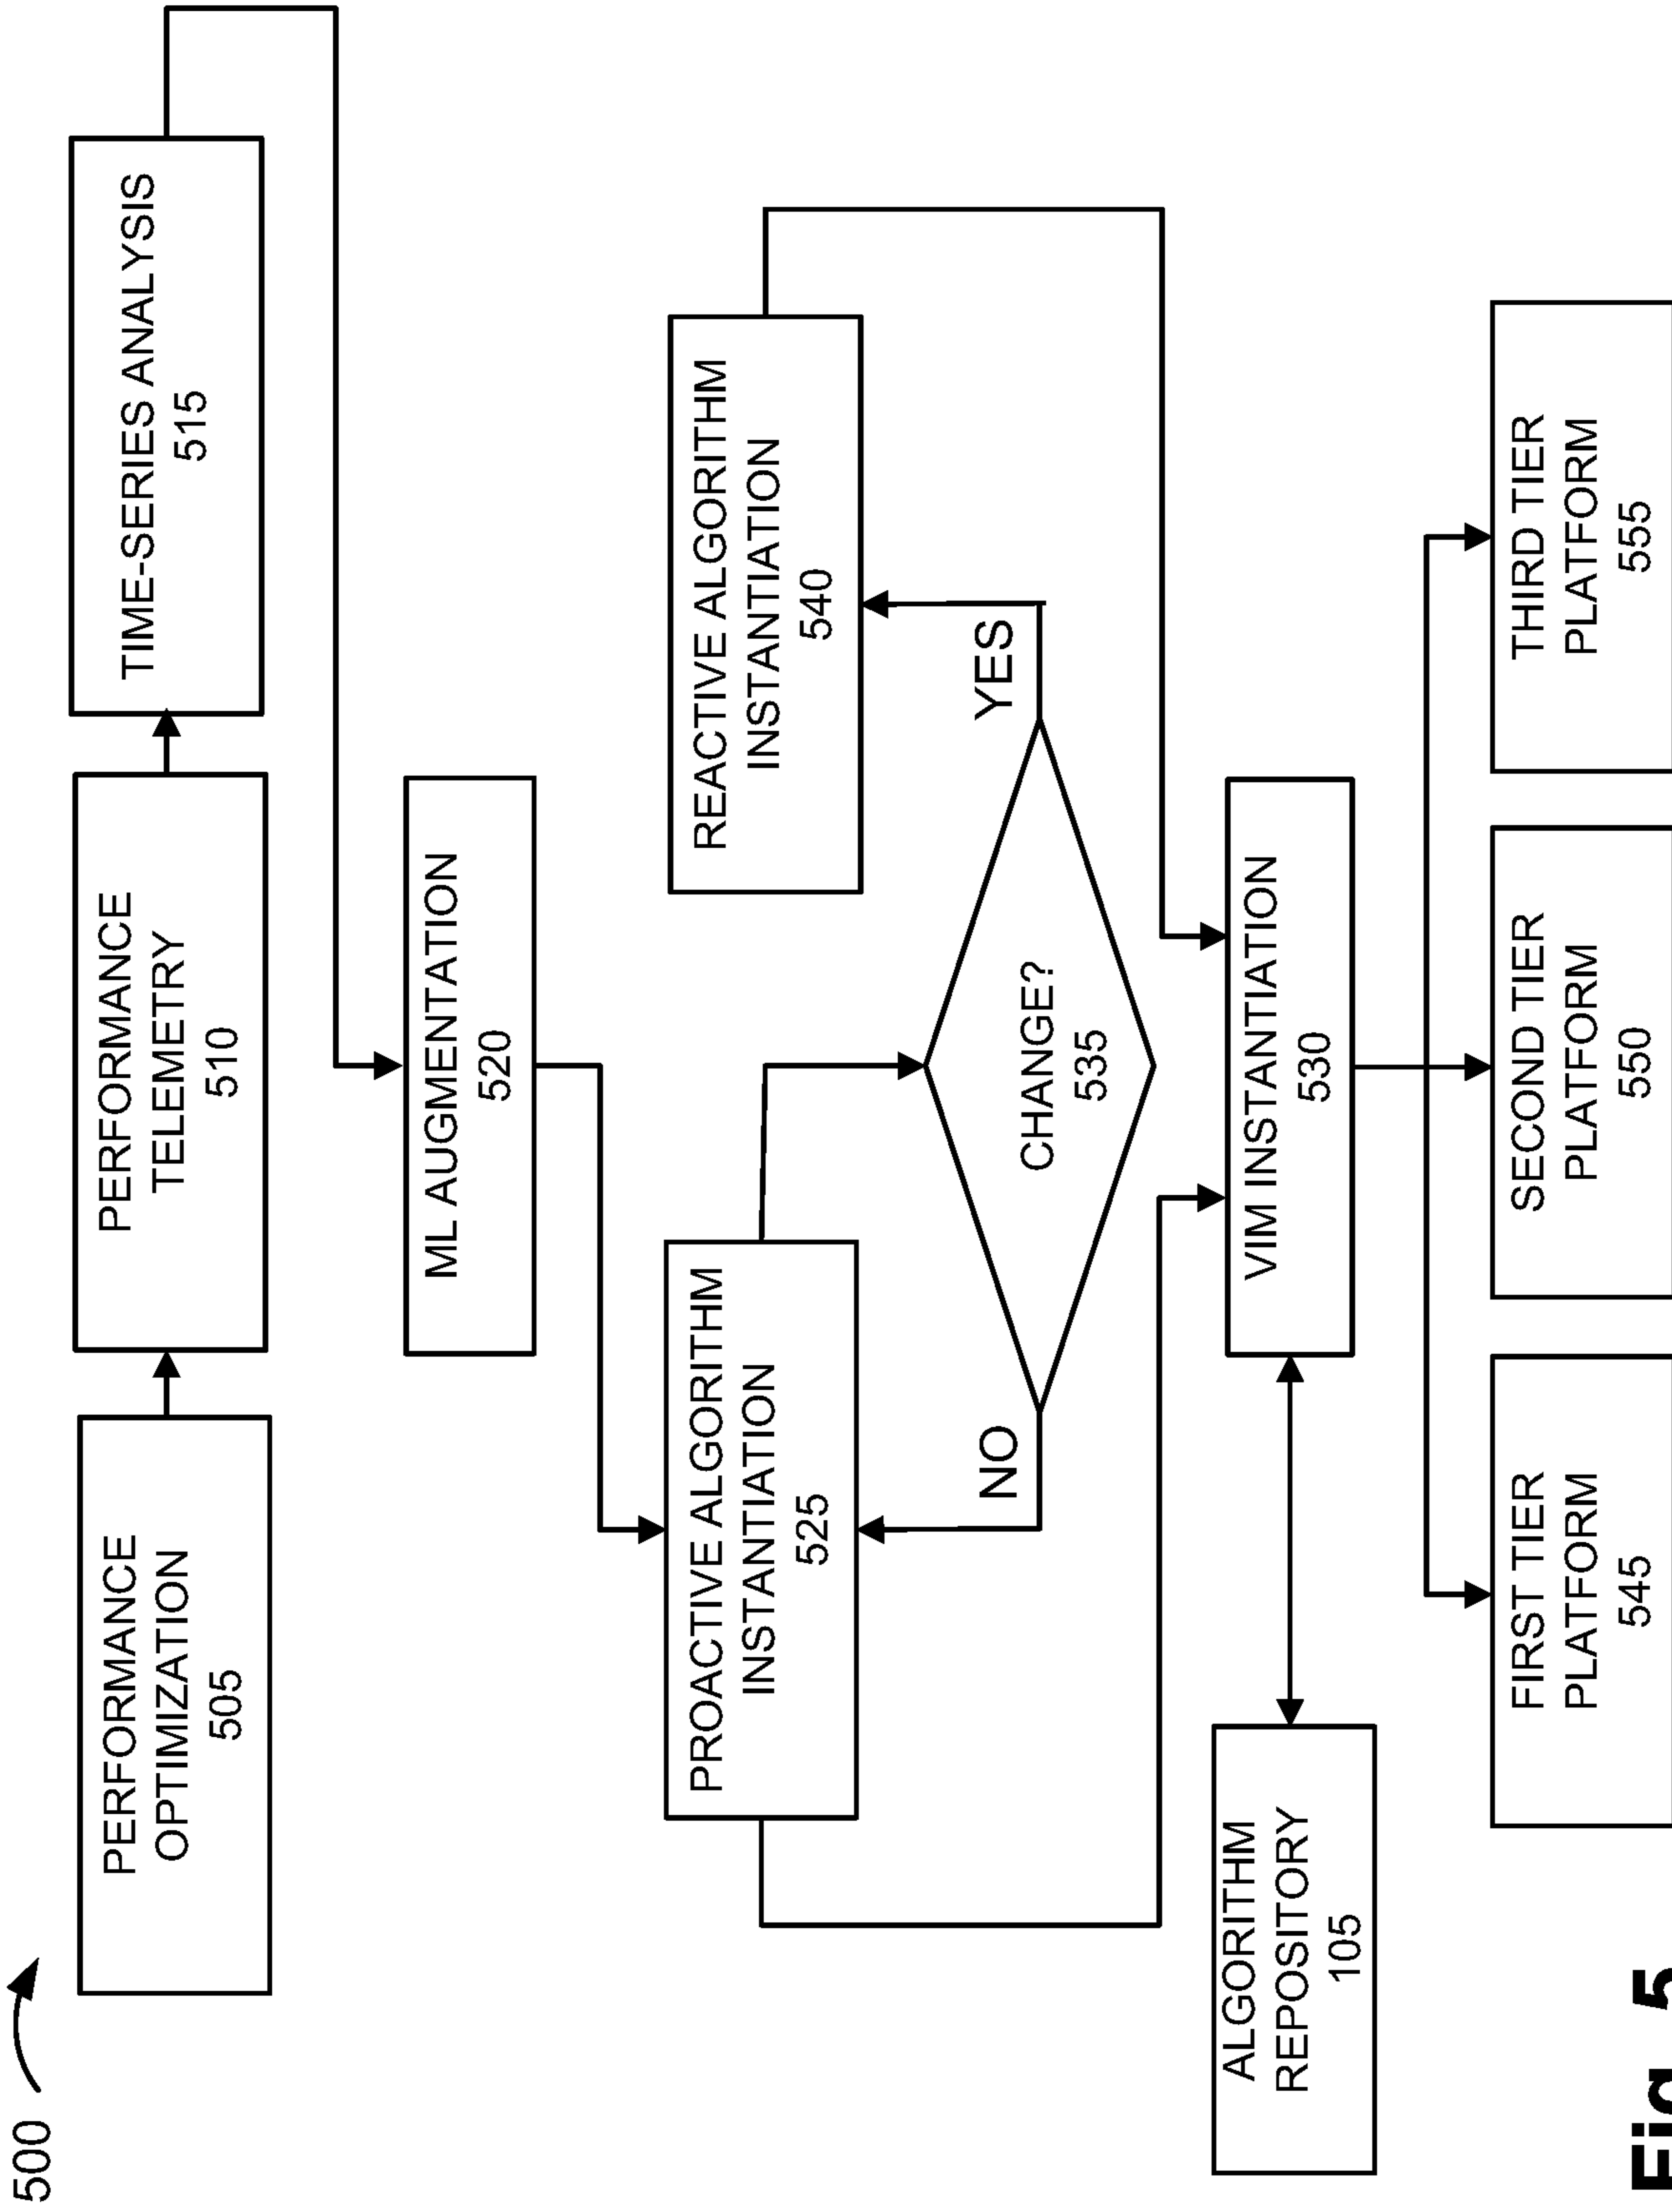 500
PERFORMANCE
OPTIMIZATION
505
PERFORMANCE
TELEMETRY
510
TIME-SERIES ANALYSIS
515
ML AUGMENTATION
520
PROACTIVE ALGORITHM
INSTANTIATION
525
REACTIVE ALGORITHM
INSTANTIATION
540
NO
YES
CHANGE?
535
ALGORITHM
REPOSITORY
105
VIM INSTANTIATION
530
FIRST TIER
PLATFORM
545
SECOND TIER
PLATFORM
550
THIRD TIER
PLATFORM
555
Fig. 5